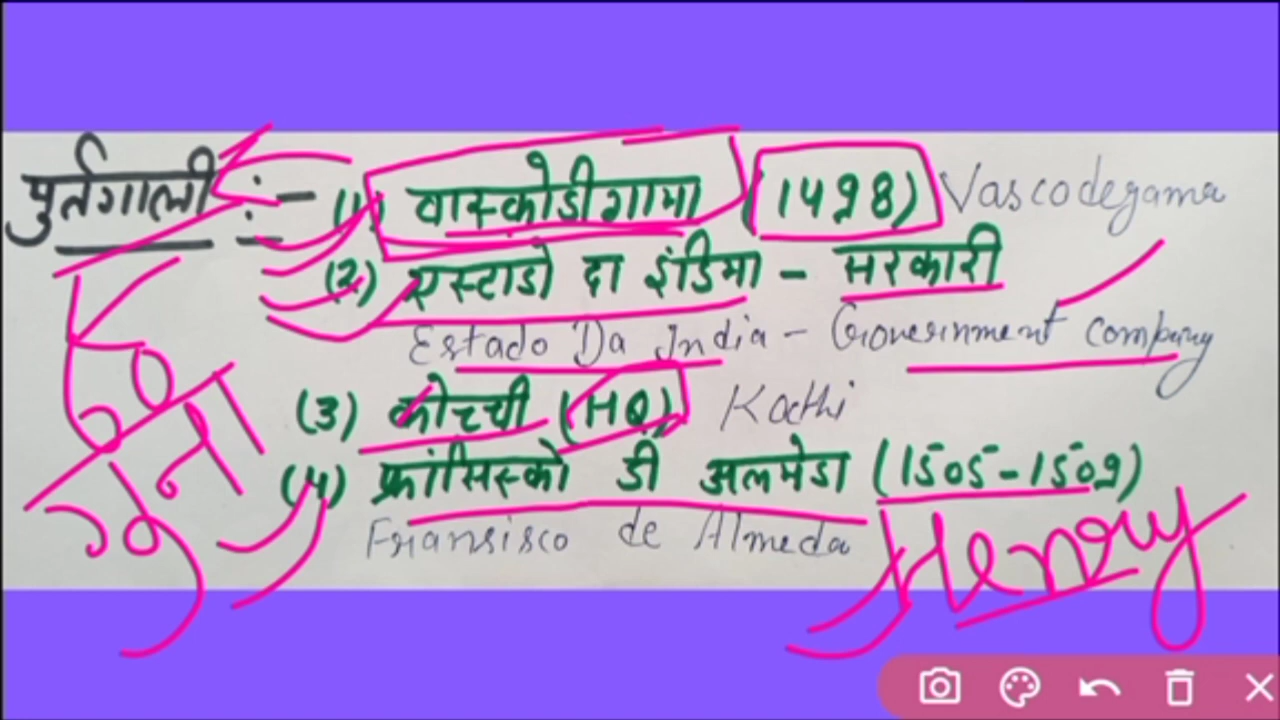 पुर्तगाली :- (1) वास्कोडीगामा (1498) Vascodegama
(2) एस्टाडो दा इंडिया - सरकारी
Estado Da India - Government Company
(3) कोच्ची (HQ) Kochi
(4) फ्रांसिस्को डी अलमेडा (1505-1509)
Fransisco de Almeda
Henry